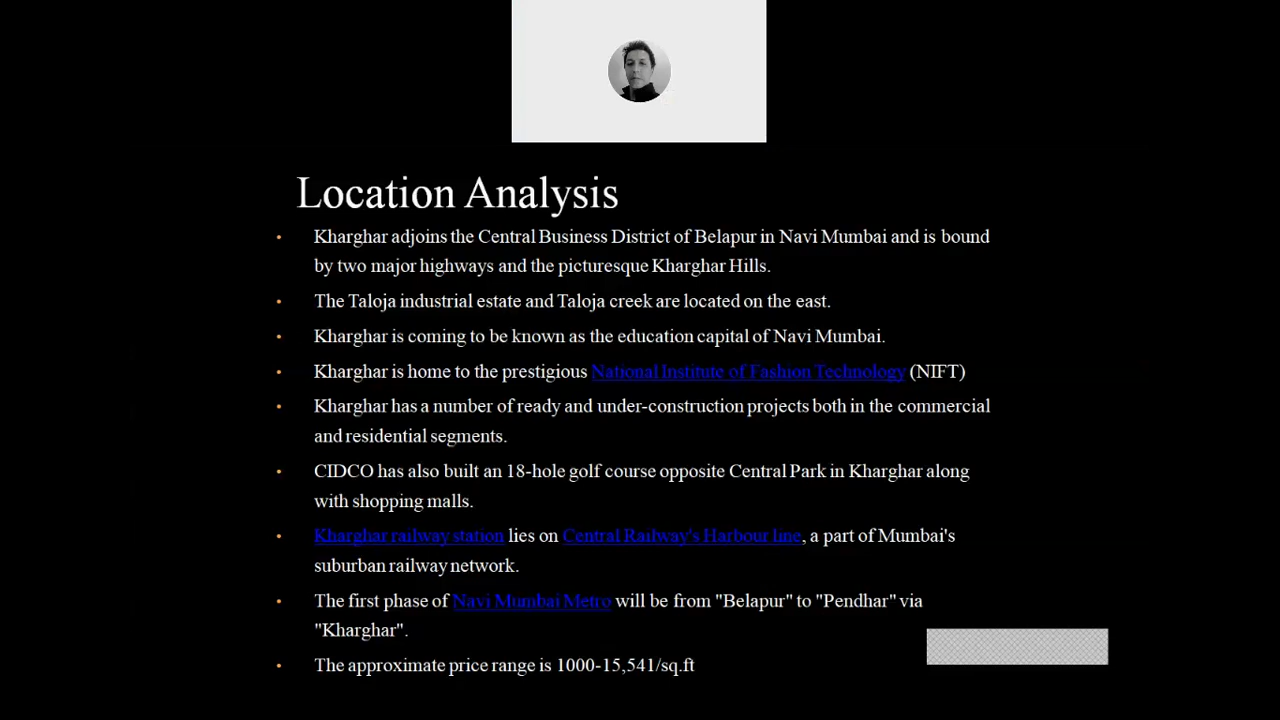 Location Analysis
• Kharghar adjoins the Central Business District of Belapur in Navi Mumbai and is bound
by two major highways and the picturesque Kharghar Hills.
• The Taloja industrial estate and Taloja creek are located on the east.
• Kharghar is coming to be known as the education capital of Navi Mumbai.
• Kharghar is home to the prestigious National Institute of Fashion Technology (NIFT)
• Kharghar has a number of ready and under-construction projects both in the commercial
and residential segments.
• CIDCO has also built an 18-hole golf course opposite Central Park in Kharghar along
with shopping malls.
• Kharghar railway station lies on Central Railway's Harbour line, a part of Mumbai's
suburban railway network.
• The first phase of Navi Mumbai Metro will be from "Belapur" to "Pendhar" via
"Kharghar".
• The approximate price range is 1000-15,541/sq.ft